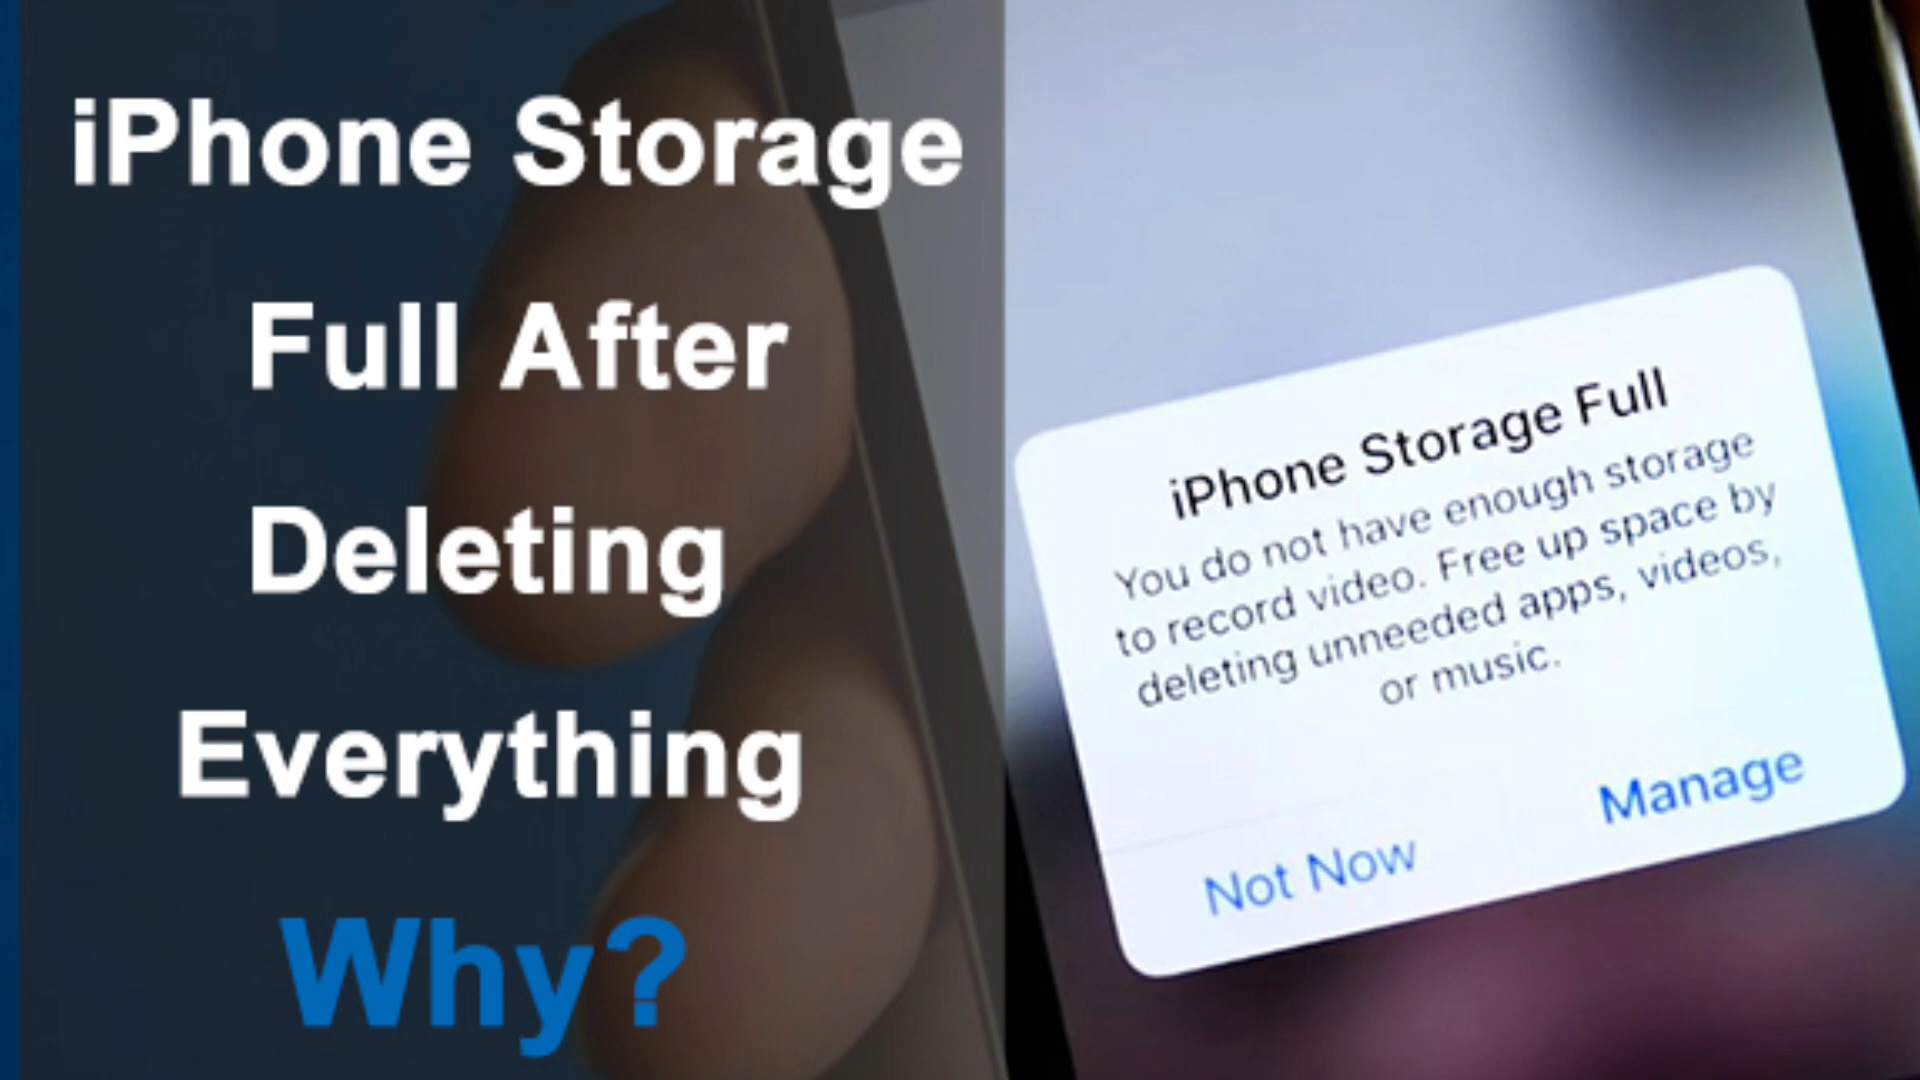 iPhone Storage
Full After
Deleting
Everything
Why?
iPhone Storage Full
You do not have enough storage
to record video. Free up space by
deleting unneeded apps, videos,
or music.
Not Now
Manage